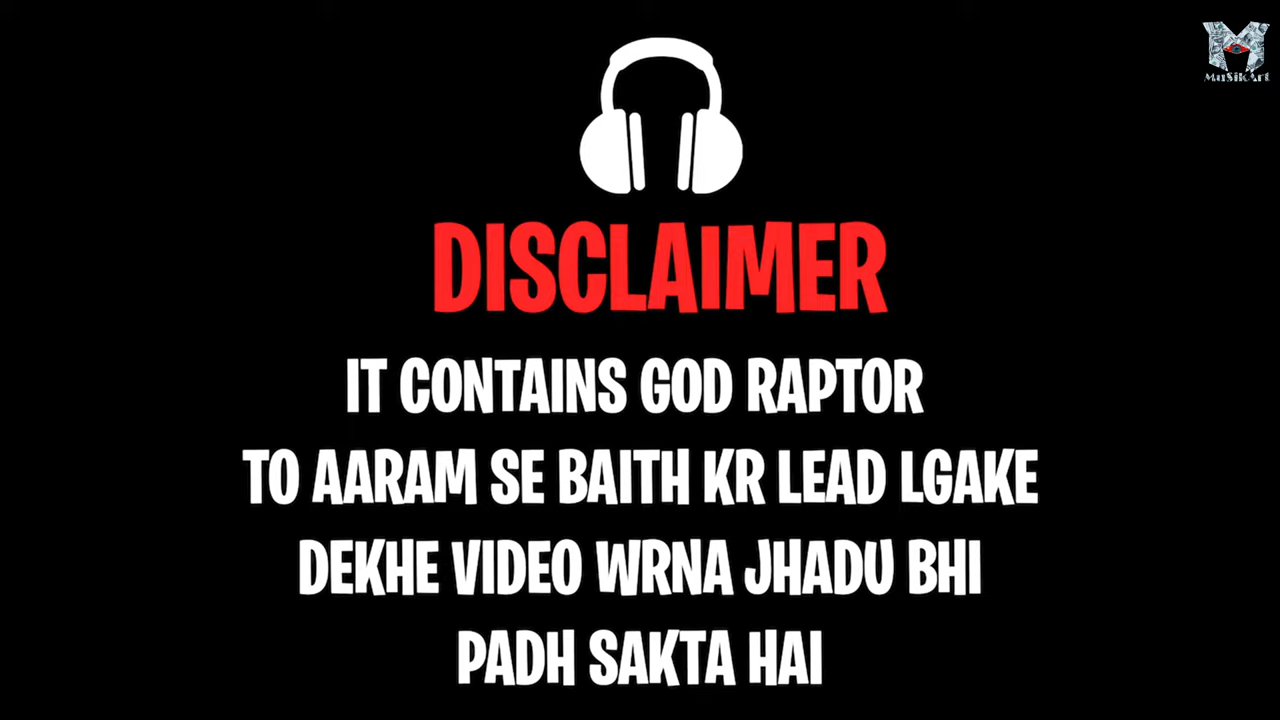 MuSikArt
DISCLAIMER
IT CONTAINS GOD RAPTOR
TO AARAM SE BAITH KR LEAD LGAKE
DEKHE VIDEO WRNA JHADU BHI
PADH SAKTA HAI